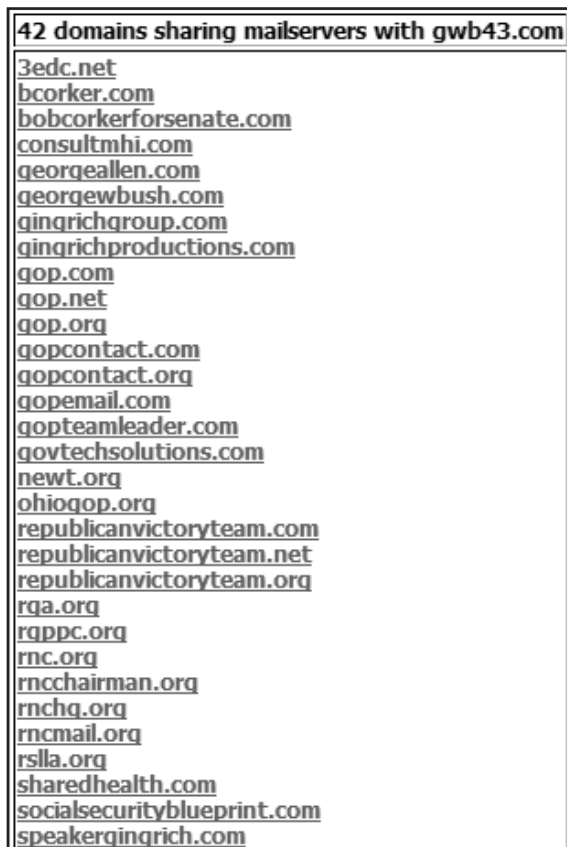 42 domains sharing mailservers with gwb43.com
3edc.net
bcorker.com
bobcorkerforsenate.com
consultmhi.com
georgeallen.com
georgewbush.com
gingrichgroup.com
gingrichproductions.com
gop.com
gop.net
gop.org
gopcontact.com
gopcontact.org
gopemail.com
gopteamleader.com
govtechsolutions.com
newt.org
ohiogop.org
republicanvictoryteam.com
republicanvictoryteam.net
republicanvictoryteam.org
rga.org
rgppc.org
rnc.org
rncchairman.org
rnchq.org
rncmail.org
rslla.org
sharedhealth.com
socialsecurityblueprint.com
speakergingrich.com